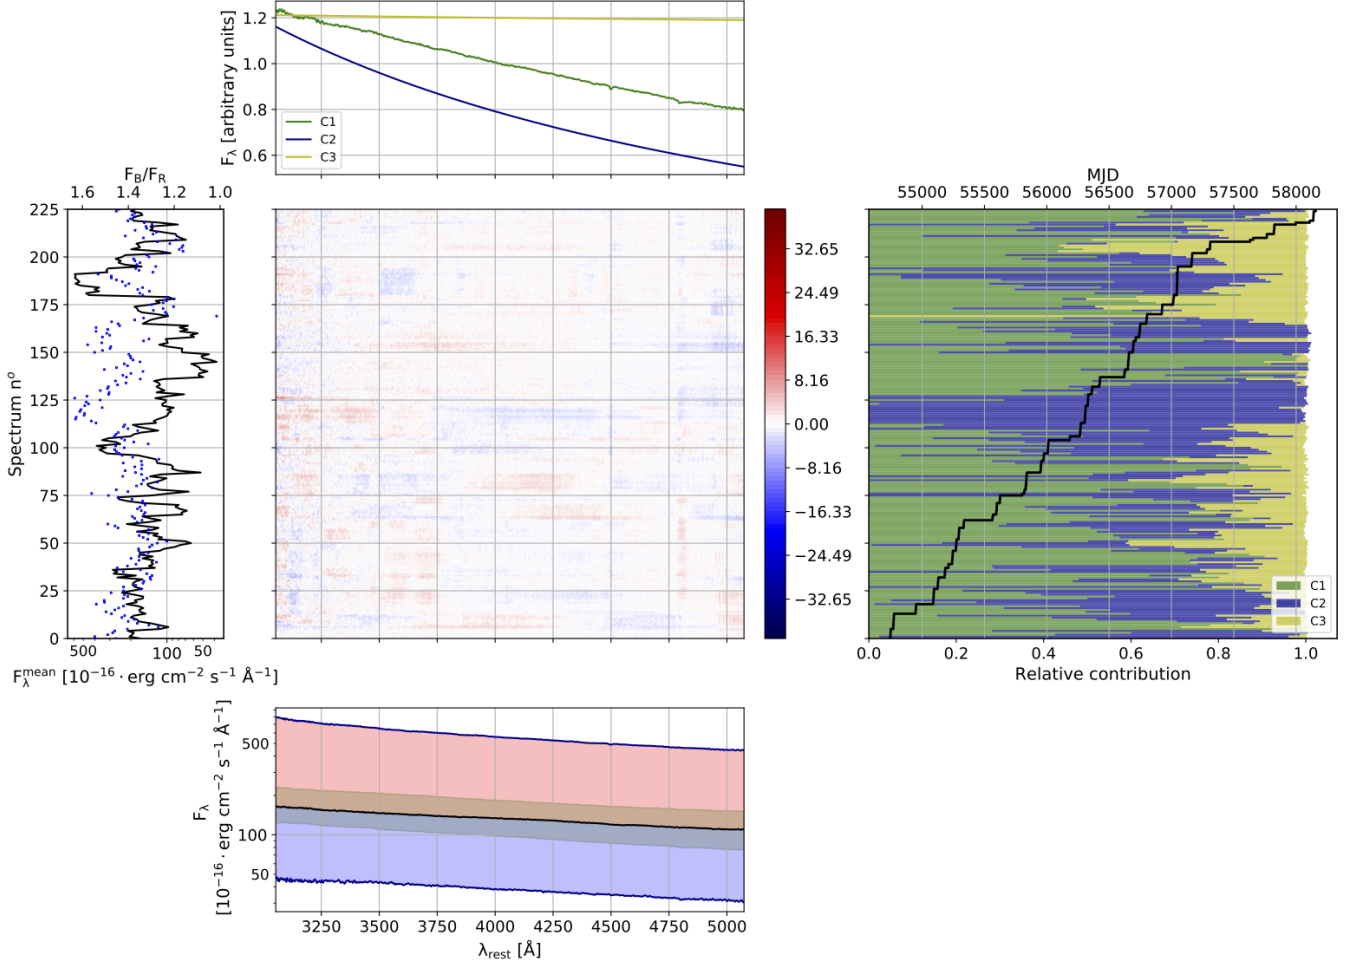 F_λ [arbitrary units]
1.2
1.0
0.8
0.6
C1
C2
C3
F_B/F_R
1.6 1.4 1.2 1.0
Spectrum n^o
225
200
175
150
125
100
75
50
25
0
500 100 50
F_λ^mean [10^−16 · erg cm^−2 s^−1 Å^−1]
32.65
24.49
16.33
8.16
0.00
−8.16
−16.33
−24.49
−32.65
MJD
55000 55500 56000 56500 57000 57500 58000
C1
C2
C3
0.0 0.2 0.4 0.6 0.8 1.0
Relative contribution
F_λ
[10^−16 · erg cm^−2 s^−1 Å^−1]
500
100
50
3250 3500 3750 4000 4250 4500 4750 5000
λ_rest [Å]